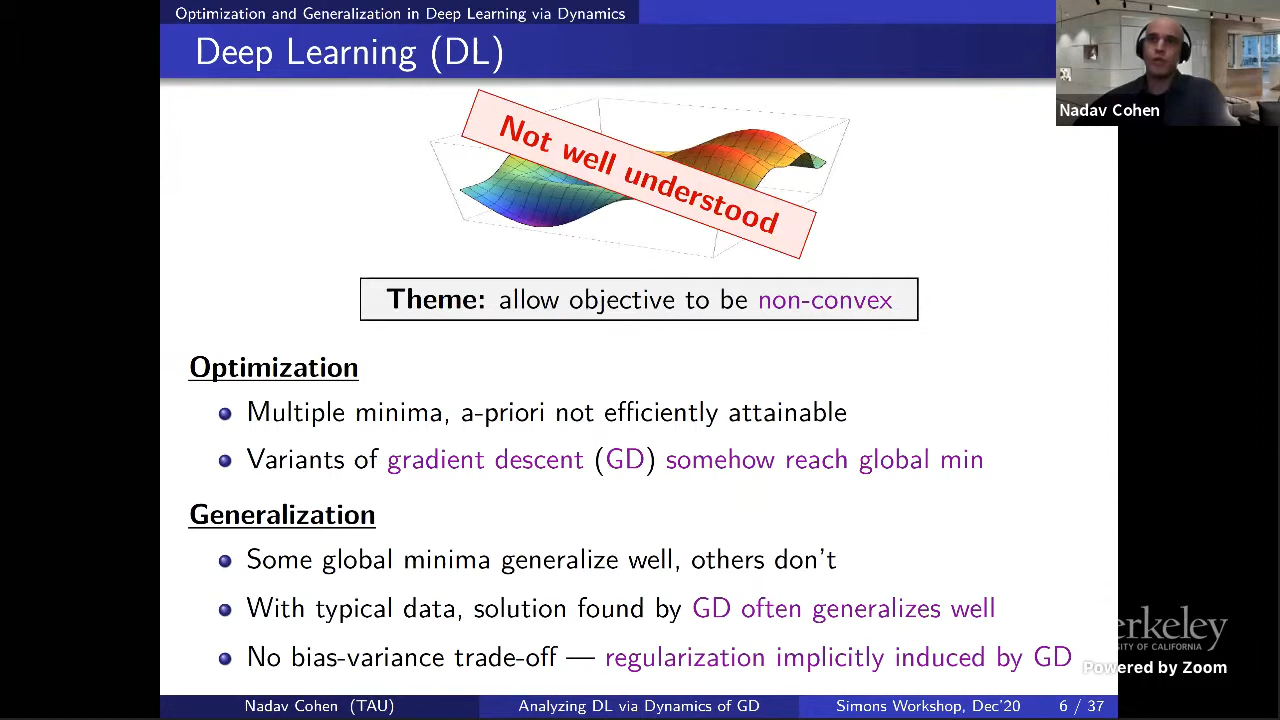 Optimization and Generalization in Deep Learning via Dynamics
Deep Learning (DL)
Nadav Cohen
Not well understood
Theme: allow objective to be non-convex
Optimization
Multiple minima, a-priori not efficiently attainable
Variants of gradient descent (GD) somehow reach global min
Generalization
Some global minima generalize well, others don't
With typical data, solution found by GD often generalizes well
No bias-variance trade-off — regularization implicitly induced by GD
erkeley
SITY OF CALIFORNIA
Powered by Zoom
Nadav Cohen (TAU)
Analyzing DL via Dynamics of GD
Simons Workshop, Dec'20
6 / 37